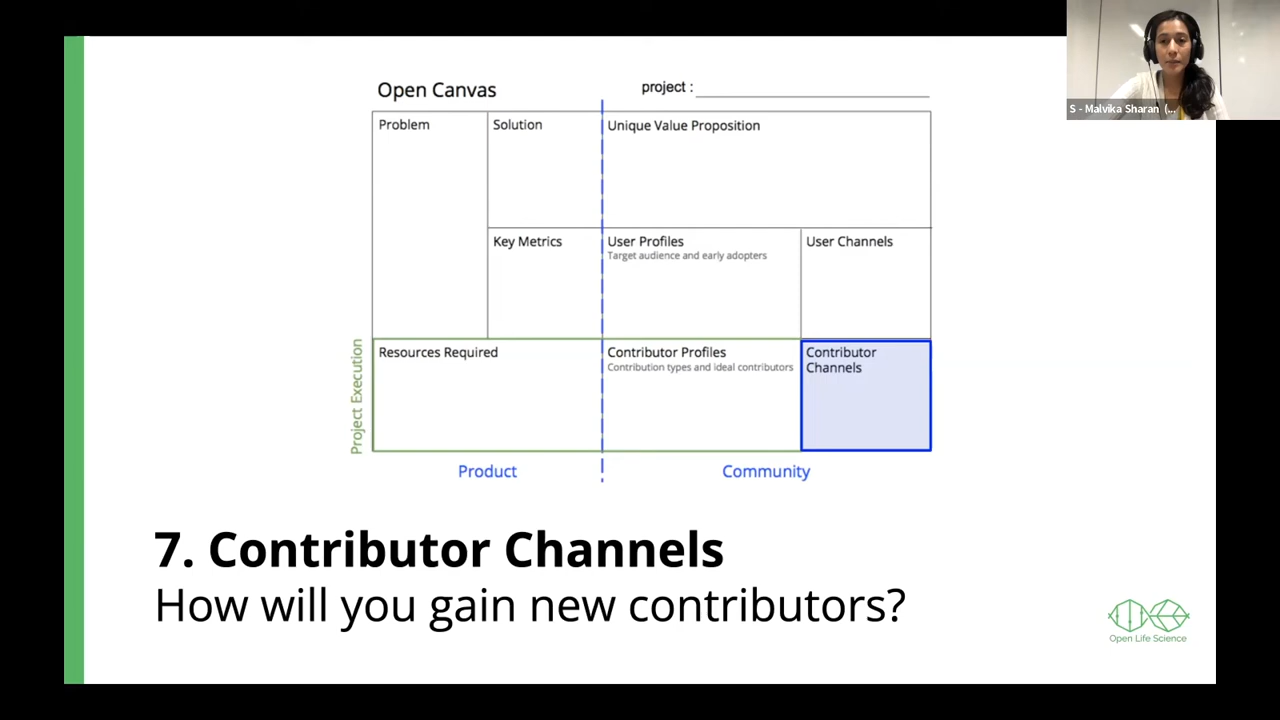 S - Malvika Sharan (...
Open Canvas
project :
Problem
Solution
Unique Value Proposition
Key Metrics
User Profiles
Target audience and early adopters
User Channels
Project Execution
Resources Required
Contributor Profiles
Contribution types and ideal contributors
Contributor
Channels
Product
Community
7. Contributor Channels
How will you gain new contributors?
Open Life Science